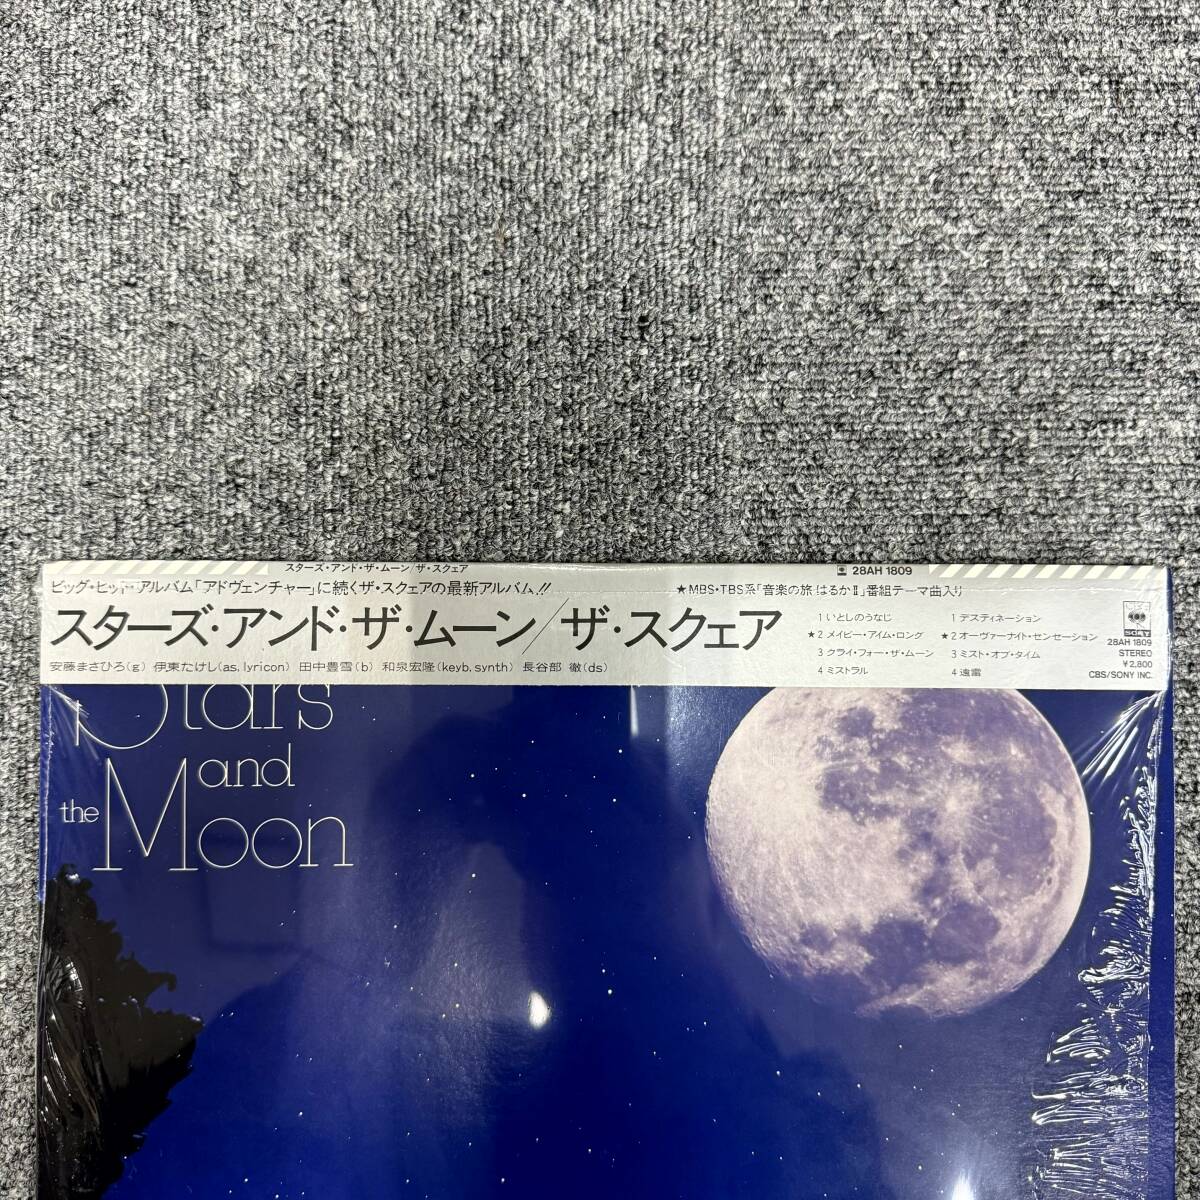 スターズ・アンド・ザ・ムーン/ザ・スクェア
28AH 1809
ビッグ・ヒット・アルバム「アドヴェンチャー」に続くザ・スクェアの最新アルバム!!
★MBS・TBS系「音楽の旅はるかⅡ」番組テーマ曲入り
スターズ・アンド・ザ・ムーン/ザ・スクェア
安藤まさひろ(g) 伊東たけし(as, lyricon) 田中豊雪(b) 和泉宏隆(keyb. synth) 長谷部 徹(ds)
1 いとしのうなじ
★2 メイビー・アイム・ロング
3 クライ・フォー・ザ・ムーン
4 ミストラル
1 デスティネーション
★2 オーヴァーナイト・センセーション
3 ミスト・オブ・タイム
4 遠雷
SONY
28AH 1809
STEREO
¥2,800
CBS/SONY INC.
Stars
and
the Moon